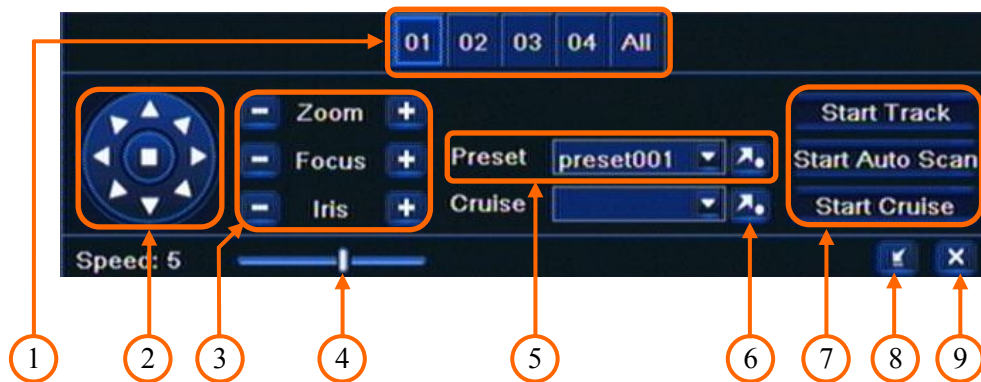 01 02 03 04 All
Zoom
Focus
Iris
Preset preset001
Cruise
Start Track
Start Auto Scan
Start Cruise
Speed: 5
1 2 3 4 5 6 7 8 9